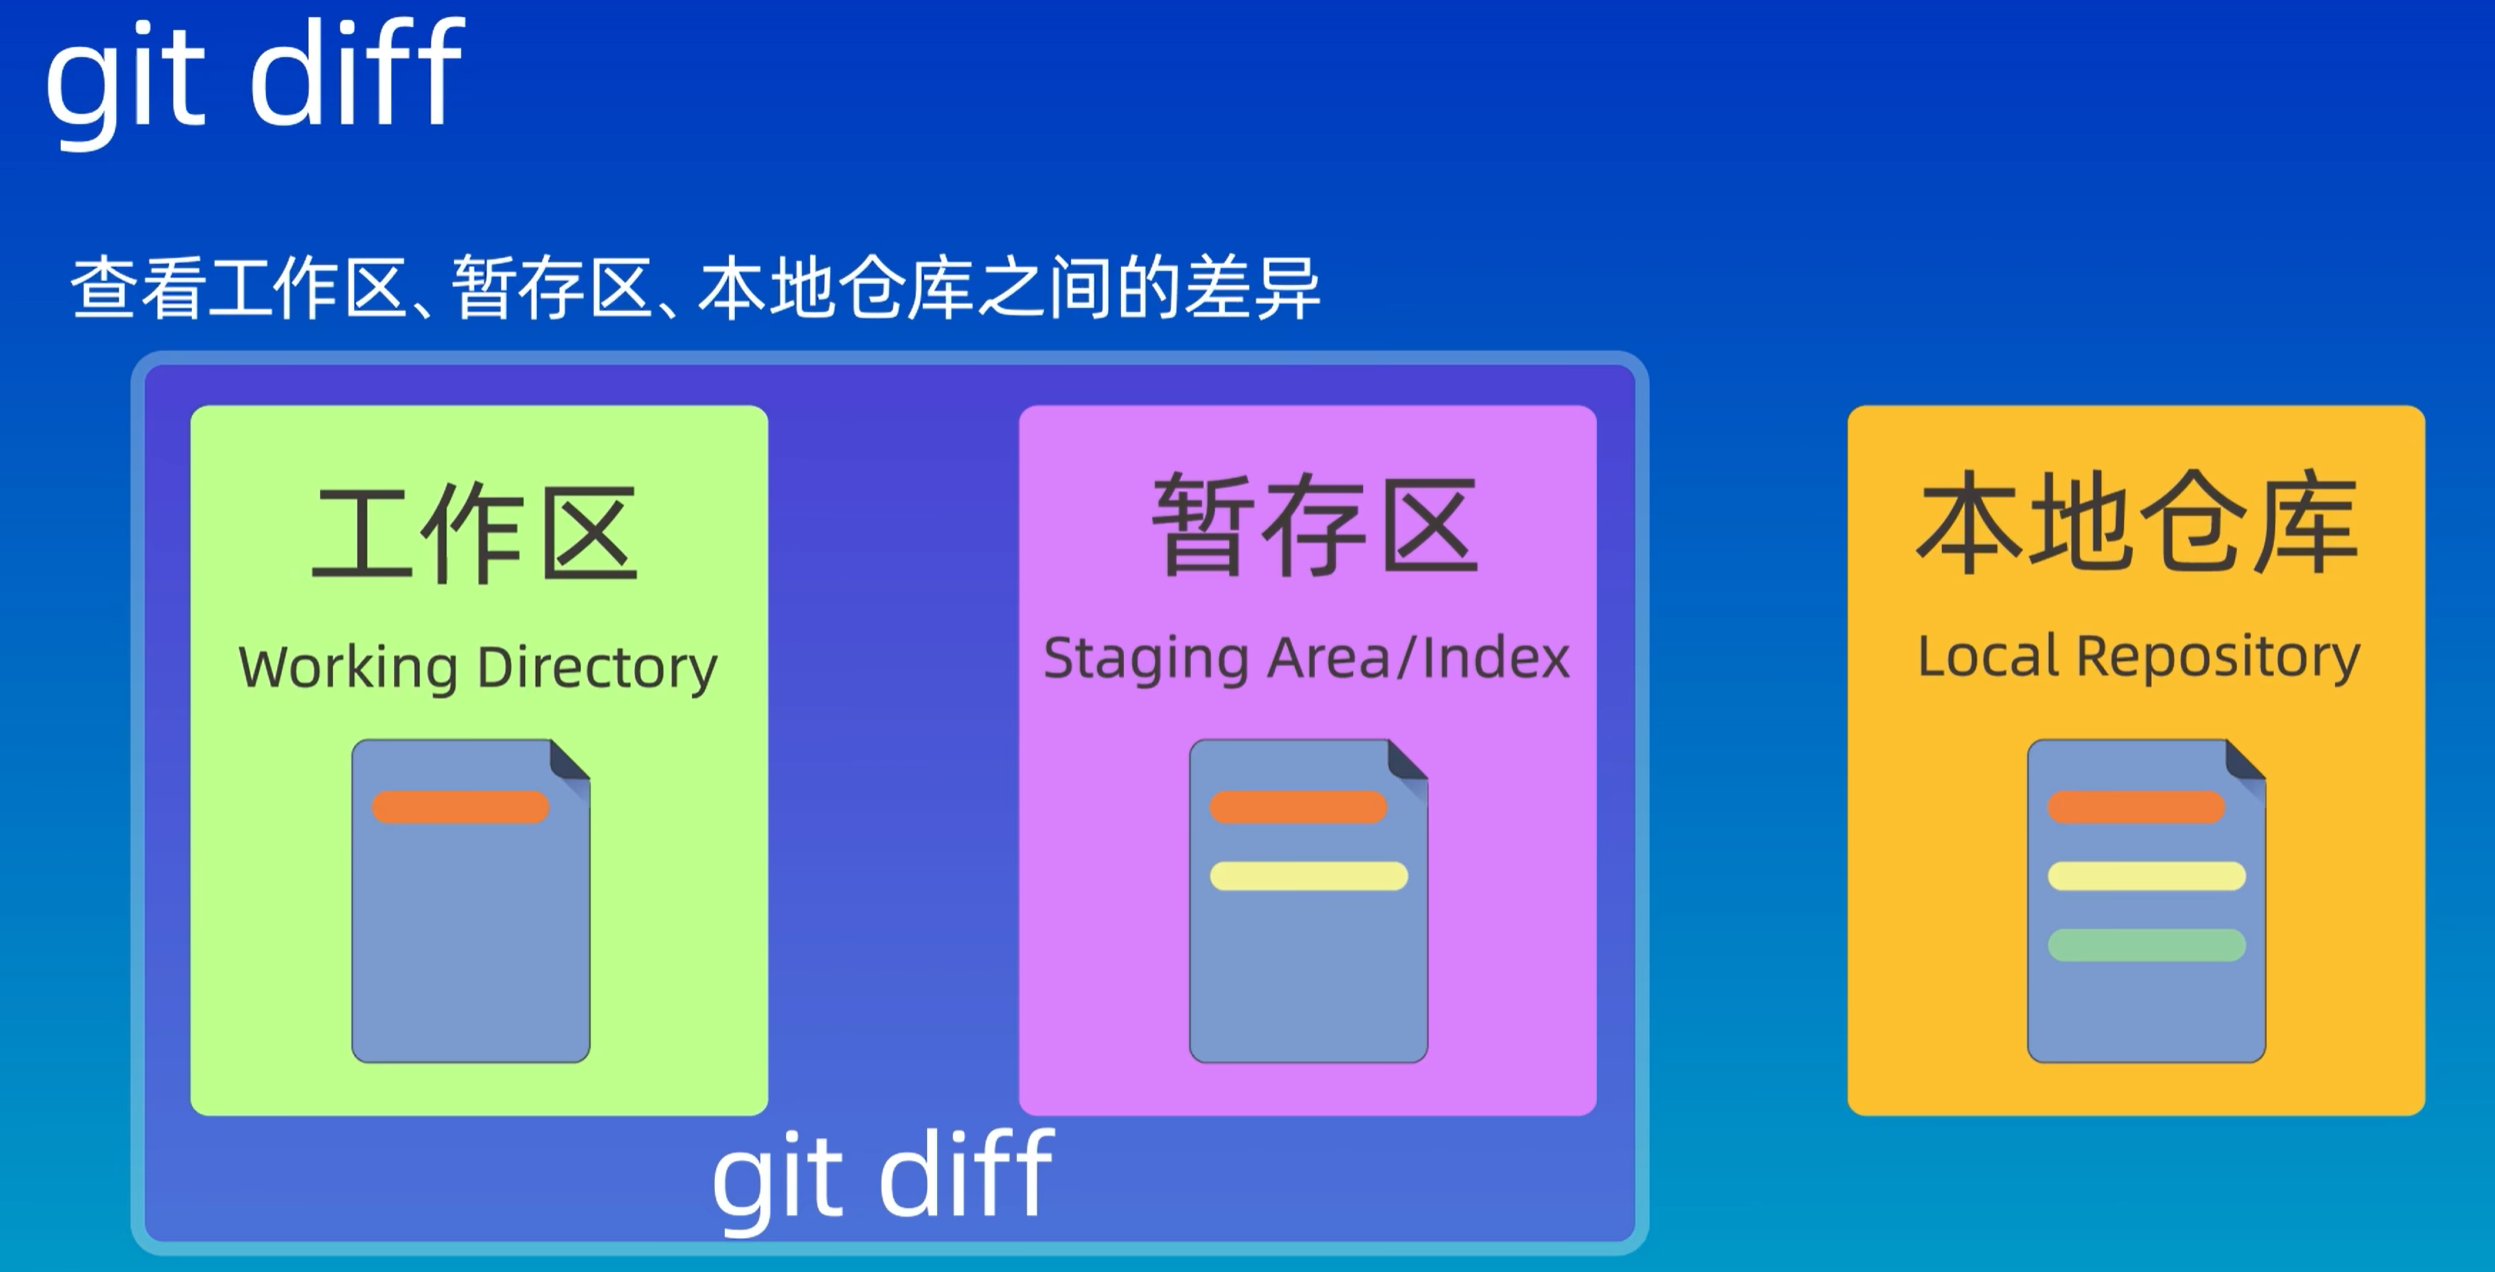 git diff
查看工作区、暂存区、本地仓库之间的差异
工作区
Working Directory
暂存区
Staging Area/Index
本地仓库
Local Repository
git diff